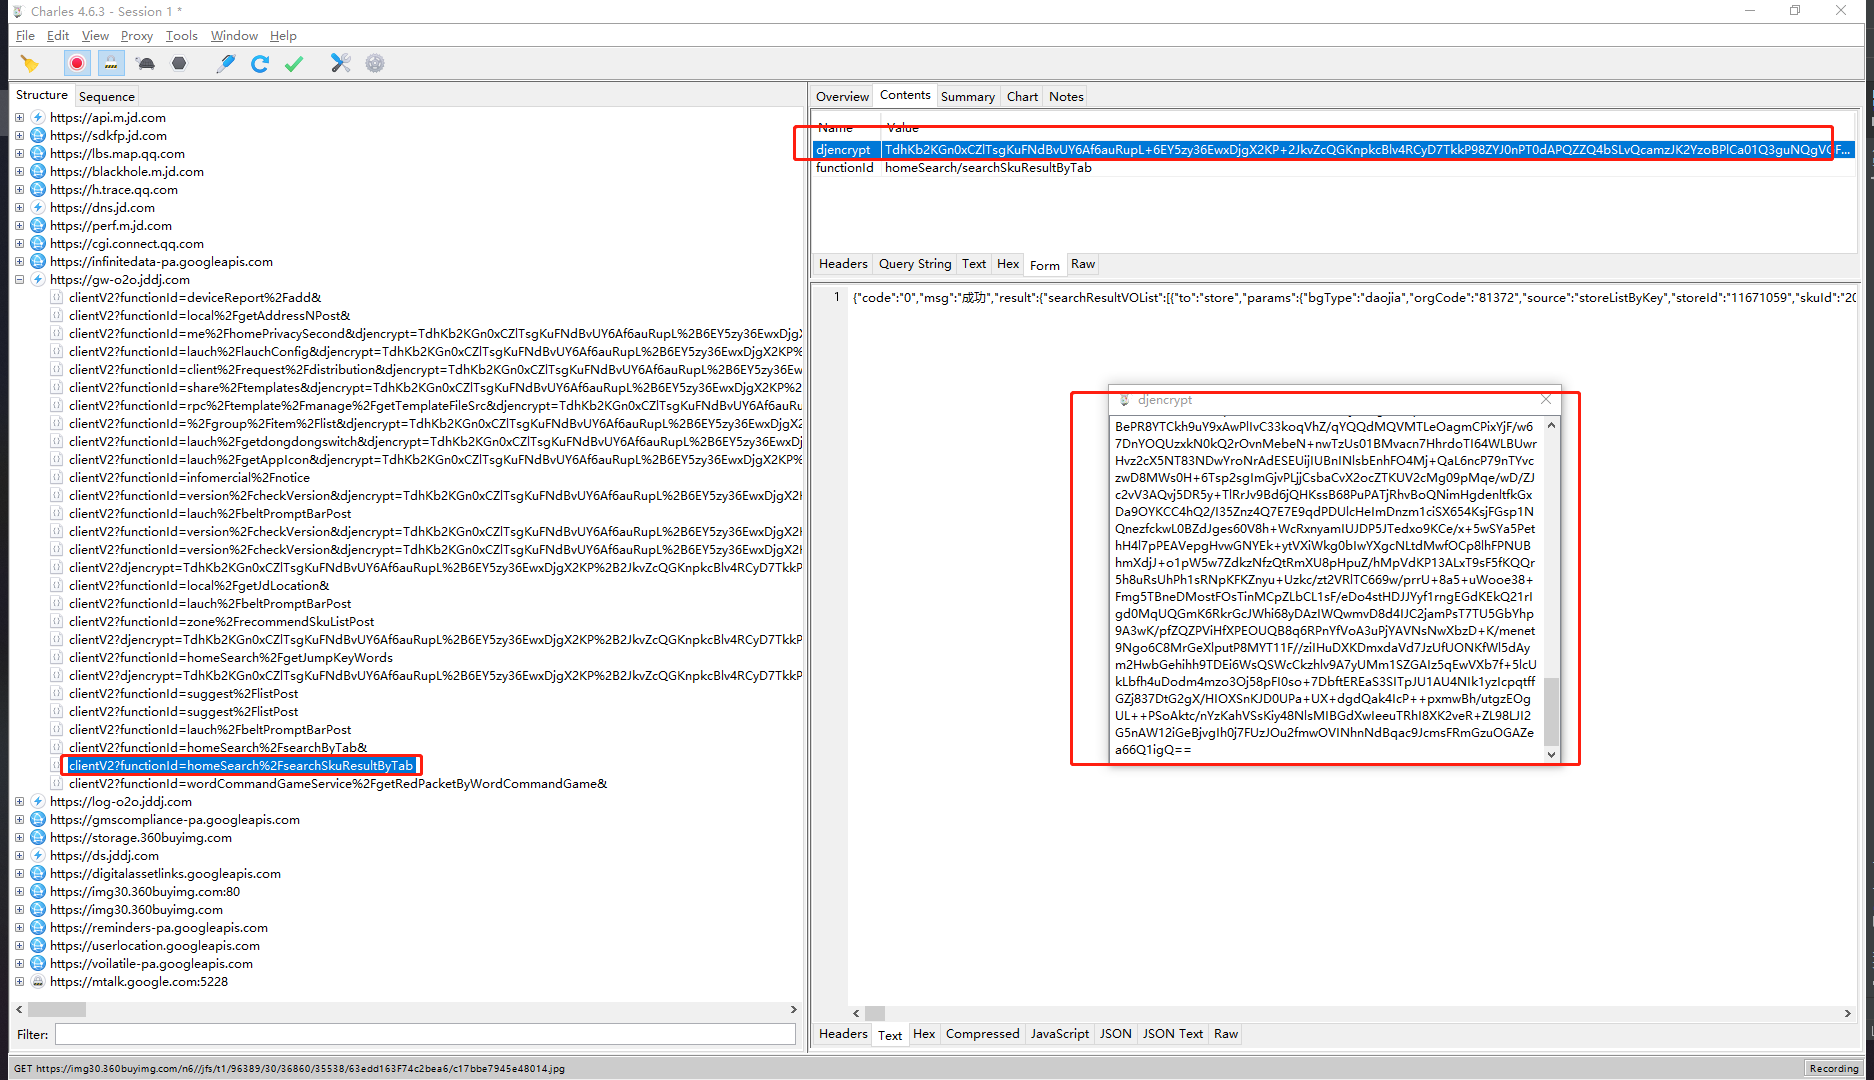 Charles 4.6.3 - Session 1 *
File Edit View Proxy Tools Window Help
Structure Sequence
https://api.m.jd.com
https://sdkfp.jd.com
https://lbs.map.qq.com
https://blackhole.m.jd.com
https://h.trace.qq.com
https://dns.jd.com
https://perf.m.jd.com
https://cgi.connect.qq.com
https://infinitedata-pa.googleapis.com
https://gw-o2o.jddj.com
clientV2?functionId=deviceReport%2Fadd&
clientV2?functionId=local%2FgetAddressNPost&
clientV2?functionId=me%2FhomePrivacySecond&djencrypt=TdhKb2KGn0xCZlTsgKuFNdBvUY6Af6auRupL%2B6EY5zy36EwxDjg
clientV2?functionId=lauch%2FlauchConfig&djencrypt=TdhKb2KGn0xCZlTsgKuFNdBvUY6Af6auRupL%2B6EY5zy36EwxDjgX2KP%
clientV2?functionId=client%2Frequest%2Fdistribution&djencrypt=TdhKb2KGn0xCZlTsgKuFNdBvUY6Af6auRupL%2B6EY5zy36Ew
clientV2?functionId=share%2Ftemplates&djencrypt=TdhKb2KGn0xCZlTsgKuFNdBvUY6Af6auRupL%2B6EY5zy36EwxDjgX2KP%2
clientV2?functionId=rpc%2Ftemplate%2Fmanage%2FgetTemplateFileSrc&djencrypt=TdhKb2KGn0xCZlTsgKuFNdBvUY6Af6auRu
clientV2?functionId=%2Fgroup%2Fitem%2Flist&djencrypt=TdhKb2KGn0xCZlTsgKuFNdBvUY6Af6auRupL%2B6EY5zy36EwxDjgX2
clientV2?functionId=lauch%2Fgetdongdongswitch&djencrypt=TdhKb2KGn0xCZlTsgKuFNdBvUY6Af6auRupL%2B6EY5zy36EwxDj
clientV2?functionId=lauch%2FgetAppIcon&djencrypt=TdhKb2KGn0xCZlTsgKuFNdBvUY6Af6auRupL%2B6EY5zy36EwxDjgX2KP%
clientV2?functionId=infomercial%2Fnotice
clientV2?functionId=version%2FcheckVersion&djencrypt=TdhKb2KGn0xCZlTsgKuFNdBvUY6Af6auRupL%2B6EY5zy36EwxDjgX2
clientV2?functionId=lauch%2FbeltPromptBarPost
clientV2?functionId=version%2FcheckVersion&djencrypt=TdhKb2KGn0xCZlTsgKuFNdBvUY6Af6auRupL%2B6EY5zy36EwxDjgX2
clientV2?functionId=version%2FcheckVersion&djencrypt=TdhKb2KGn0xCZlTsgKuFNdBvUY6Af6auRupL%2B6EY5zy36EwxDjgX2
clientV2?djencrypt=TdhKb2KGn0xCZlTsgKuFNdBvUY6Af6auRupL%2B6EY5zy36EwxDjgX2KP%2B2JkvZcQGKnpkcBlv4RCyD7TkkP
clientV2?functionId=local%2FgetJdLocation&
clientV2?functionId=lauch%2FbeltPromptBarPost
clientV2?functionId=zone%2FrecommendSkuListPost
clientV2?djencrypt=TdhKb2KGn0xCZlTsgKuFNdBvUY6Af6auRupL%2B6EY5zy36EwxDjgX2KP%2B2JkvZcQGKnpkcBlv4RCyD7TkkP
clientV2?functionId=homeSearch%2FgetJumpKeyWords
clientV2?djencrypt=TdhKb2KGn0xCZlTsgKuFNdBvUY6Af6auRupL%2B6EY5zy36EwxDjgX2KP%2B2JkvZcQGKnpkcBlv4RCyD7TkkP
clientV2?functionId=suggest%2FlistPost
clientV2?functionId=suggest%2FlistPost
clientV2?functionId=lauch%2FbeltPromptBarPost
clientV2?functionId=homeSearch%2FsearchByTab&
clientV2?functionId=homeSearch%2FsearchSkuResultByTab
clientV2?functionId=wordCommandGameService%2FgetRedPacketByWordCommandGame&
https://log-o2o.jddj.com
https://gmscompliance-pa.googleapis.com
https://storage.360buyimg.com
https://ds.jddj.com
https://digitalassetlinks.googleapis.com
https://img30.360buyimg.com:80
https://img30.360buyimg.com
https://reminders-pa.googleapis.com
https://userlocation.googleapis.com
https://voilatile-pa.googleapis.com
https://mtalk.google.com:5228
Filter:
Overview Contents Summary Chart Notes
Name Value
djencrypt TdhKb2KGn0xCZlTsgKuFNdBvUY6Af6auRupL+6EY5zy36EwxDjgX2KP+2JkvZcQGKnpkcBlv4RCyD7TkkP98ZYJ0nPT0dAPQZZQ4bSLvQcamzJK2YzoBPlCa01Q3guNQgV
functionId homeSearch/searchSkuResultByTab
Headers Query String Text Hex Form Raw
1 {"code":"0","msg":"成功","result":{"searchResultVOList":[{"to":"store","params":{"bgType":"daojia","orgCode":"81372","source":"storeListByKey","storeId":"11671059","skuId":"20
djencrypt
BePR8YTCkh9uY9xAwPlIvC33koqVhZ/qYQQdMQVMTLeOagmCPixYjF/w6
7DnYOQUzxkN0kQ2rOvnMebeN+nwTzUs01BMvacn7HhrdoTI64WLBUwr
Hvz2cX5NT83NDwYroNrAdESEUijIUBnINlsbEnhFO4Mj+QaL6ncP79nTYvc
zwD8MWs0H+6Tsp2sgImGjvPLjjCsbaCvX2ocZTKUV2cMg09pMqe/wD/ZJ
c2vV3AQvj5DR5y+TlRrJv9Bd6jQHKssB68PuPATjRhvBoQNimHgdenltfkGx
Da9OYKCC4hQ2/I35Znz4Q7E7E9qdPDUlcHeImDnzm1ciSX654KsjFGsp1N
QnezfckwL0BZdJges60V8h+WcRxnyamIUJDP5JTedxo9KCe/x+5wSYa5Pet
hH4l7pPEAVepgHvwGNYEk+ytVXiWkg0bIwYXgcNLtdMwfOCp8lhFPNUB
hmXdjJ+o1pW5w7ZdkzNfzQtRmXU8pHpuZ/hMpVdKP13ALxT9sF5fKQQr
5h8uRsUhPh1sRNpKFKZnyu+Uzkc/zt2VRlTC669w/prrU+8a5+uWooe38+
Fmg5TBneDMostFOsTinMCpZLbCL1sF/eDo4stHDJJYyf1rngEGdKEkQ21rI
gd0MqUQGmK6RkrGcJWhi68yDAzIWQwmvD8d4IJC2jamPsT7TU5GbYhp
9A3wK/pfZQZPViHfXPEOUQB8q6RPnYfVoA3uPjYAVNsNwXbzD+K/menet
9Ngo6C8MrGeXlputP8MYT11F//ziIHuDXKDmxdaVd7JzUfUONKfWl5dAy
m2HwbGehihh9TDEi6WsQSWcCkzhlv9A7yUMm1SZGAIz5qEwVXb7f+5lcU
kLbfh4uDodm4mzo3Oj58pFI0so+7DbftEREaS3SITpJU1AU4NIk1yzIcpqtff
GZj837DtG2gX/HIOXSnKJD0UPa+UX+dgdQak4IcP++pxmwBh/utgzEOg
UL++PSoAktc/nYzKahVSsKiy48NlsMIBGdXwIeeuTRhI8XK2veR+ZL98LJI2
G5nAW12iGeBjvgIh0j7FUzJOu2fmwOVINhnNdBqac9JcmsFRmGzuOGAZe
a66Q1igQ==
Headers Text Hex Compressed JavaScript JSON JSON Text Raw
GET https://img30.360buyimg.com/n6//jfs/t1/96389/30/36860/35538/63edd163F74c2bea6/c17bbe7945e48014.jpg
Recording